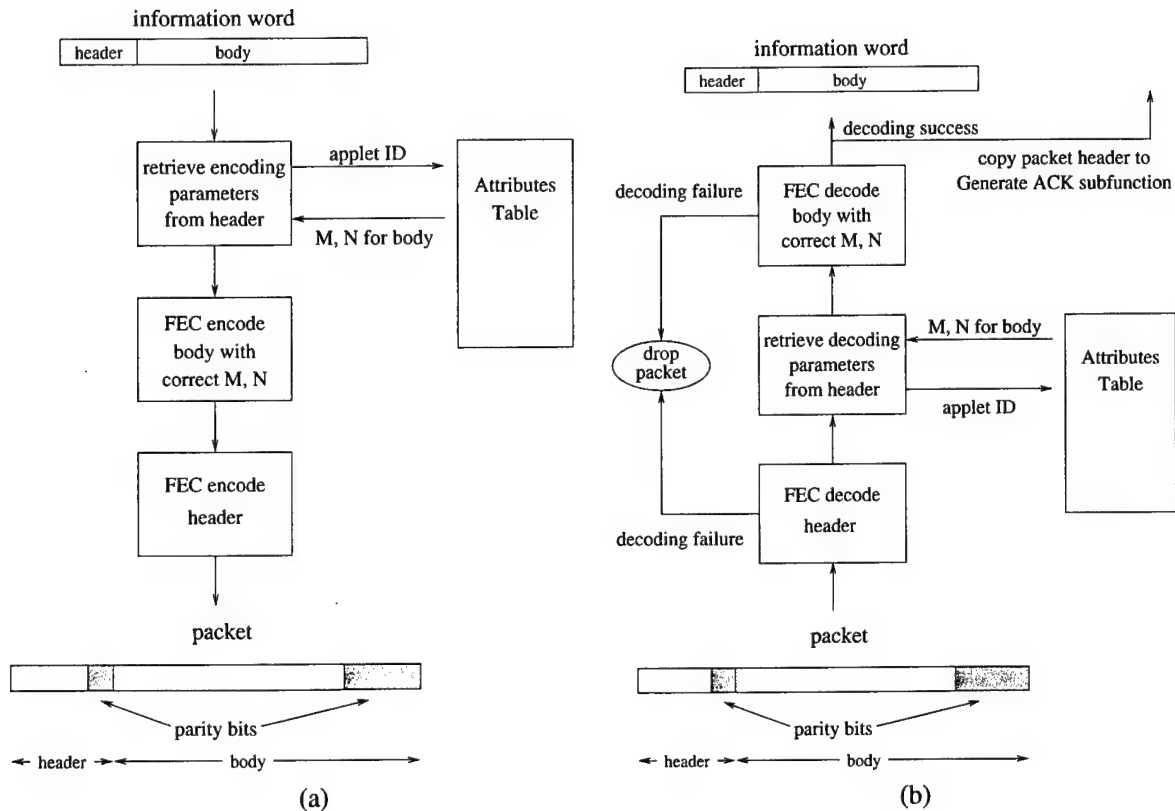 information word
header
body
retrieve encoding
parameters
from header
applet ID
M, N for body
Attributes
Table
FEC encode
body with
correct M, N
FEC encode
header
packet
parity bits
header
body
(a)
information word
header
body
decoding success
copy packet header to
Generate ACK subfunction
decoding failure
FEC decode
body with
correct M, N
drop
packet
retrieve decoding
parameters
from header
M, N for body
applet ID
Attributes
Table
FEC decode
header
decoding failure
packet
parity bits
header
body
(b)